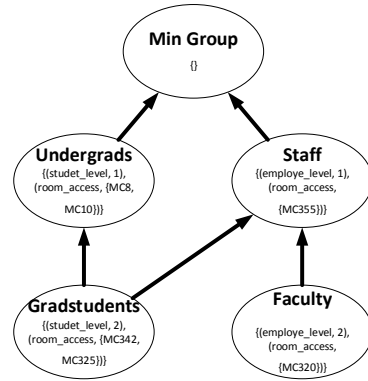 Min Group
{}
Undergrads
{(studet_level, 1),
(room_access, {MC8,
MC10})}
Staff
{(employe_level, 1),
(room_access,
{MC355})}
Gradstudents
{(studet_level, 2),
(room_access, {MC342,
MC325})}
Faculty
{(employe_level, 2),
(room_access,
{MC320})}